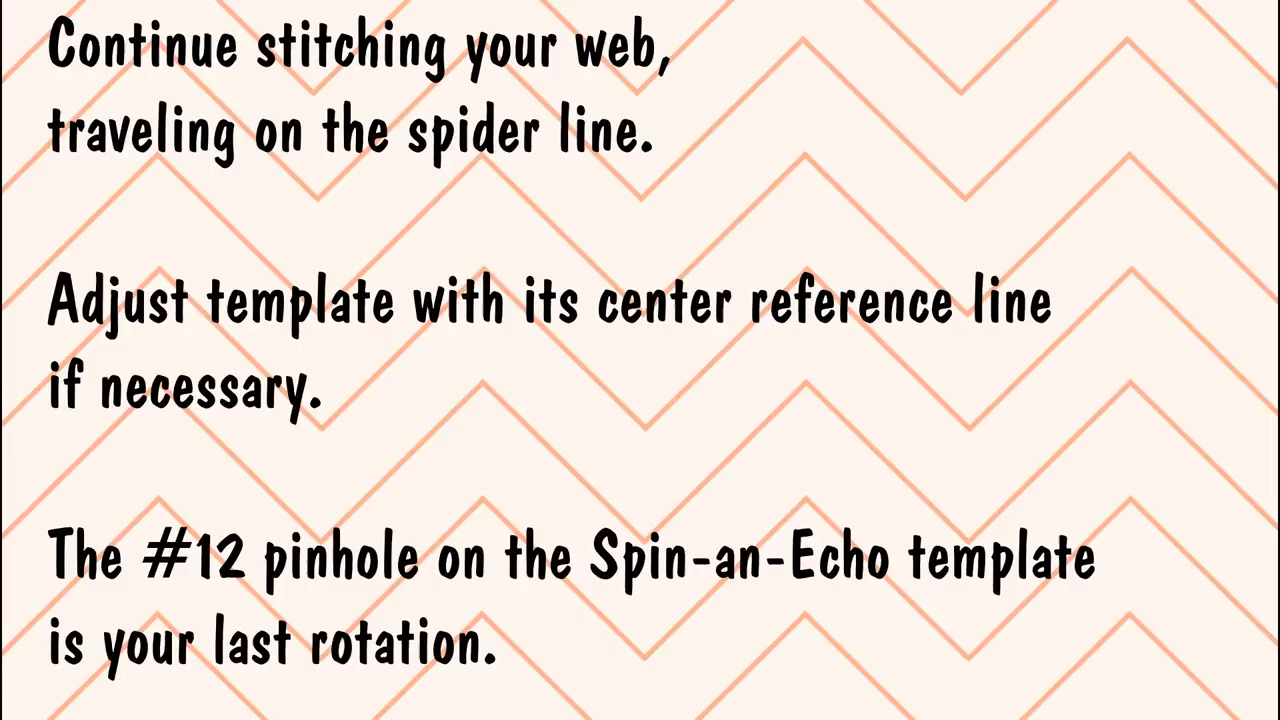 Continue stitching your web,
traveling on the spider line.
Adjust template with its center reference line
if necessary.
The #12 pinhole on the Spin-an-Echo template
is your last rotation.